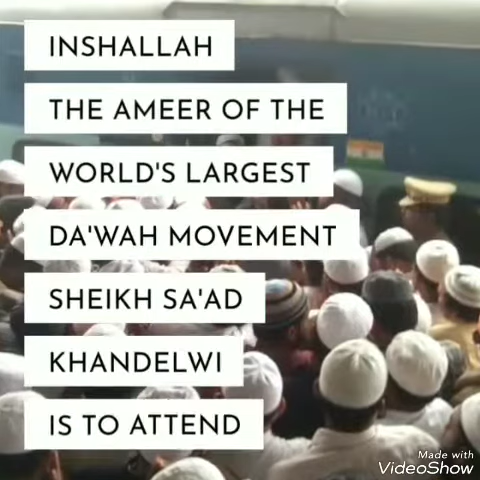 INSHALLAH
THE AMEER OF THE
WORLD'S LARGEST
DA'WAH MOVEMENT
SHEIKH SA'AD
KHANDELWI
IS TO ATTEND
Made with
VideoShow